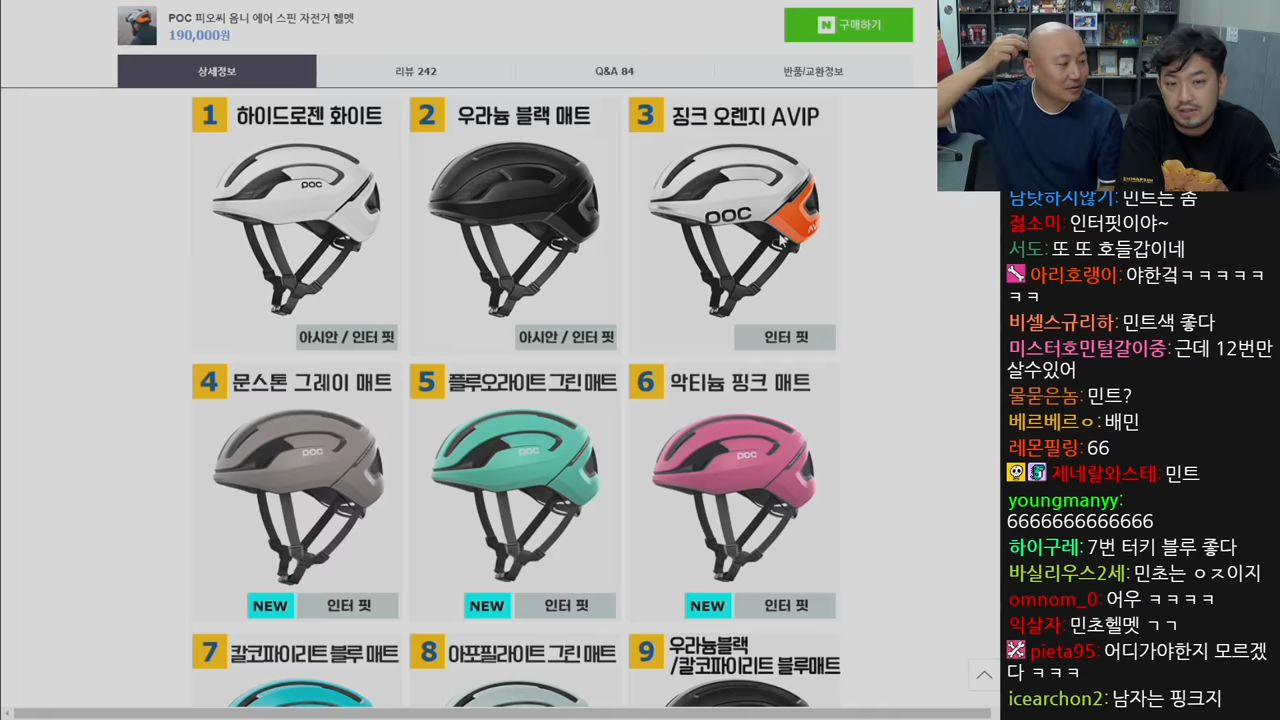 POC 피오씨 옴니 에어 스핀 자전거 헬멧
190,000원
N 구매하기
상세정보
리뷰 242
Q&A 84
반품/교환정보
1 하이드로젠 화이트
poc
아시안 / 인터 핏
2 우라늄 블랙 매트
아시안 / 인터 핏
3 징크 오렌지 AVIP
poc
인터 핏
4 문스톤 그레이 매트
poc
NEW 인터 핏
5 플루오라이트 그린 매트
poc
NEW 인터 핏
6 악티늄 핑크 매트
poc
NEW 인터 핏
7 칼코파이리트 블루 매트
8 아포필라이트 그린 매트
9 우라늄블랙
/칼코파이리트 블루매트
남탓하지않기: 민트는 좀
젎소미: 인터핏이야~
서도: 또 또 호들갑이네
아리호랭이: 야한걸ㅋㅋㅋㅋㅋ
ㅋㅋ
비셀스규리하: 민트색 좋다
미스터호민털갈이중: 근데 12번만
살수있어
물묻은놈: 민트?
베르베르ㅇ: 배민
레몬필링: 66
제네랄와스테: 민트
youngmanyy:
6666666666666
하이구레: 7번 터키 블루 좋다
바실리우스2세: 민초는 ㅇㅈ이지
omnom_0: 어우 ㅋㅋㅋㅋ
익살자: 민초헬멧 ㄱㄱ
pieta95: 어디가야한지 모르겠
다 ㅋㅋㅋ
icearchon2: 남자는 핑크지